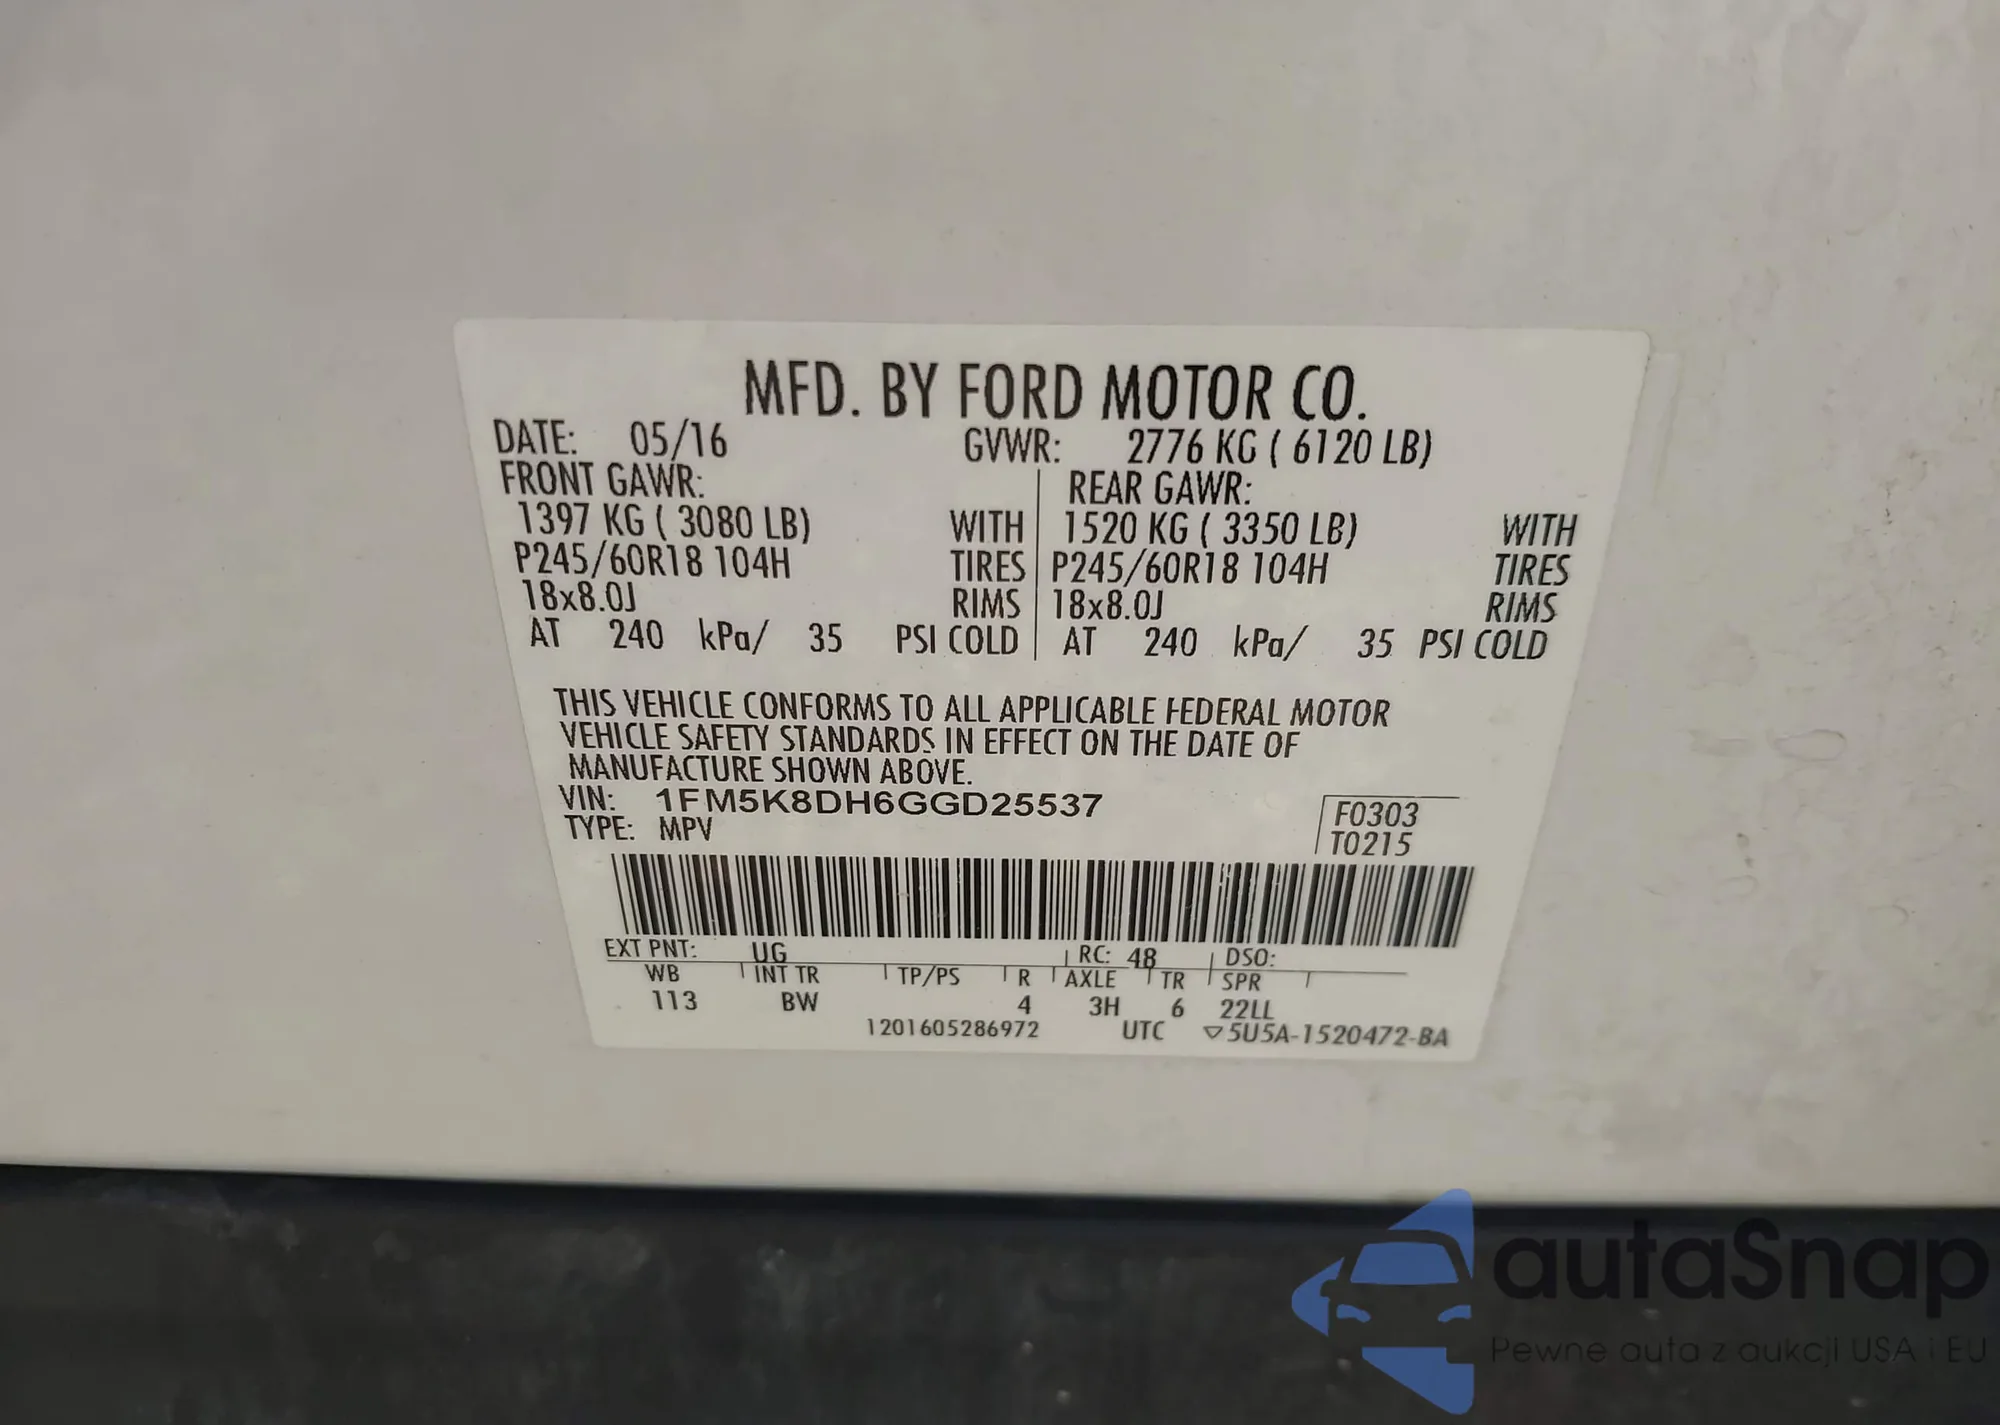 MFD. BY FORD MOTOR CO.
DATE: 05/16 GVWR: 2776 KG ( 6120 LB)
FRONT GAWR: REAR GAWR:
1397 KG ( 3080 LB) WITH 1520 KG ( 3350 LB) WITH
P245/60R18 104H TIRES P245/60R18 104H TIRES
18x8.0J RIMS 18x8.0J RIMS
AT 240 kPa/ 35 PSI COLD AT 240 kPa/ 35 PSI COLD
THIS VEHICLE CONFORMS TO ALL APPLICABLE FEDERAL MOTOR
VEHICLE SAFETY STANDARDS IN EFFECT ON THE DATE OF
MANUFACTURE SHOWN ABOVE.
VIN: 1FM5K8DH6GGD25537 F0303
TYPE: MPV T0215
EXT PNT: UG RC: 48 DSO:
WB INT TR TP/PS R AXLE TR SPR
113 BW 4 3H 6 22LL
1201605286972 UTC ▽5U5A-1520472-BA
autaSnap
Pewne auta z aukcji USA i EU